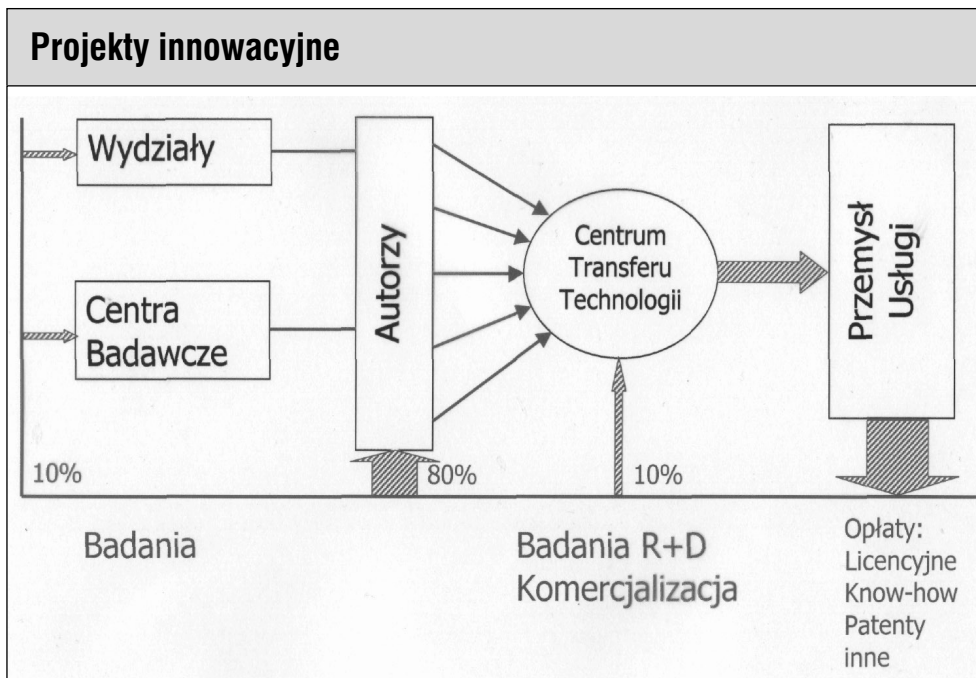 Projekty innowacyjne
Wydziały
Centra
Badawcze
Autorzy
Centrum
Transferu
Technologii
Przemysł
Usługi
10%
80%
10%
Badania
Badania R+D
Komercjalizacja
Opłaty:
Licencyjne
Know-how
Patenty
inne